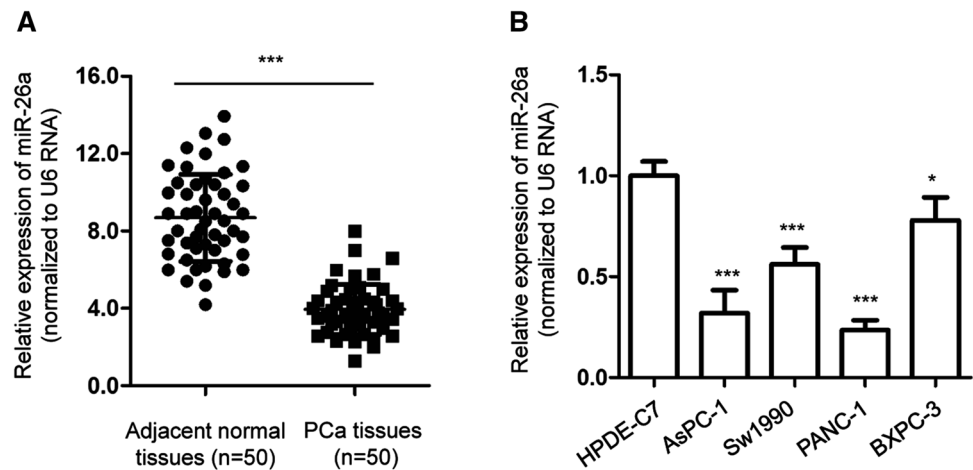 A
Relative expression of miR-26a
(normalized to U6 RNA)
16.0
12.0
8.0
4.0
0.0
***
Adjacent normal
tissues (n=50)
PCa tissues
(n=50)
B
Relative expression of miR-26a
(normalized to U6 RNA)
1.5
1.0
0.5
0.0
***
***
***
*
HPDE-C7
AsPC-1
Sw1990
PANC-1
BXPC-3